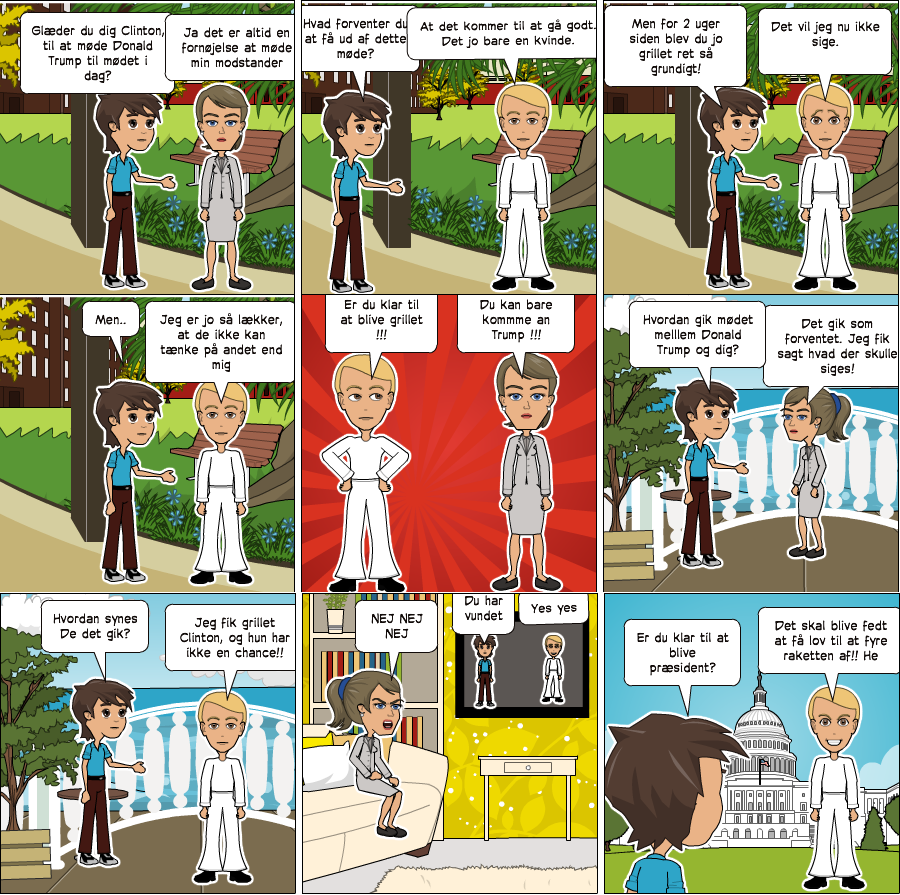 Glæder du dig Clinton,
til at møde Donald
Trump til mødet i
dag?
Ja det er altid en
fornøjelse at møde
min modstander
Hvad forventer du
at få ud af dette
møde?
At det kommer til at gå godt.
Det jo bare en kvinde.
Men for 2 uger
siden blev du jo
grillet ret så
grundigt!
Det vil jeg nu ikke
sige.
Men..
Jeg er jo så lækker,
at de ikke kan
tænke på andet end
mig
Er du klar til
at blive grillet
!!!
Du kan bare
kommme an
Trump !!!
Hvordan gik mødet
melllem Donald
Trump og dig?
Det gik som
forventet. Jeg fik
sagt hvad der skulle
siges!
Hvordan synes
De det gik?
Jeg fik grillet
Clinton, og hun har
ikke en chance!!
NEJ NEJ
NEJ
Du har
vundet
Yes yes
Er du klar til at
blive
præsident?
Det skal blive fedt
at få lov til at fyre
raketten af!! He